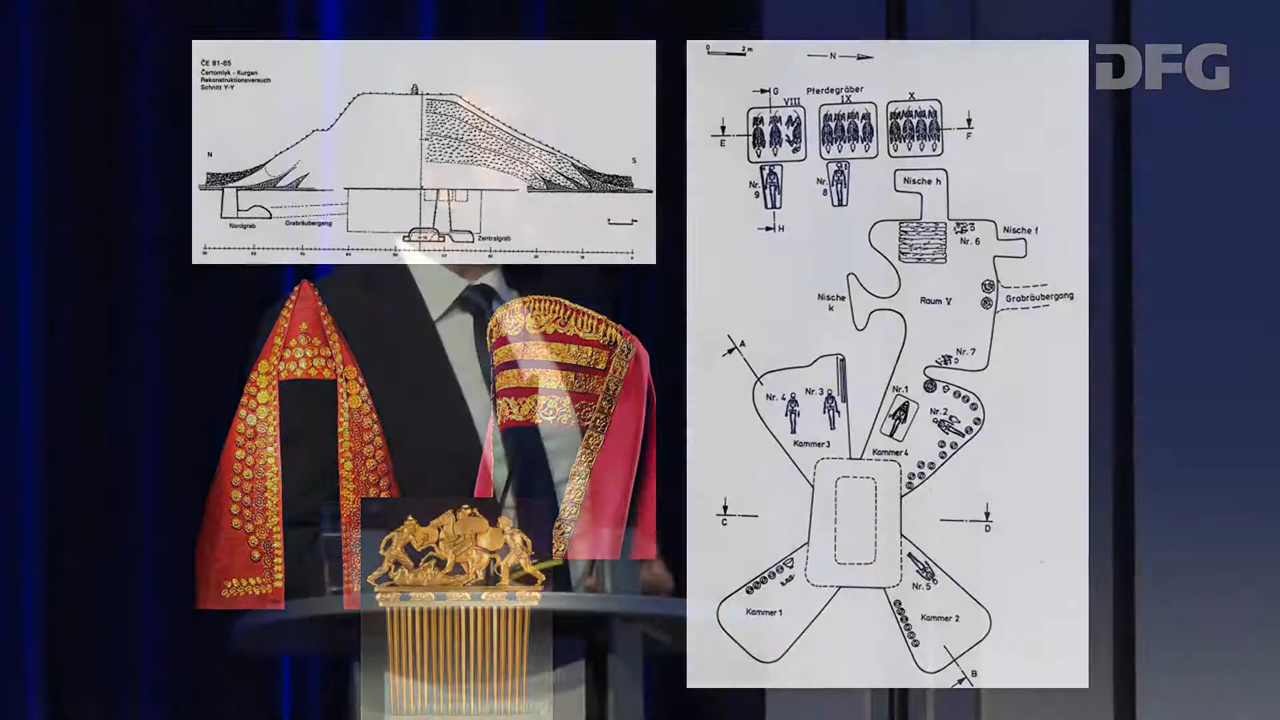 DFG
ČE 81-85
Čertomlyk - Kurgan
Rekonstruktionsversuch
Schnitt Y-Y
N
S
Nordgrab
Grabräubergang
Zentralgrab
0 2 m
N
Pferdegräber
G
VIII
IX
X
E
F
Nr. 9
Nr. 8
H
Nische h
Nr. 6
Nische f
Nische k
Raum V
Grabräubergang
A
Nr. 7
Nr. 4
Nr. 3
Nr. 1
Nr. 2
Kammer 3
Kammer 4
C
D
Nr. 5
Kammer 1
Kammer 2
B